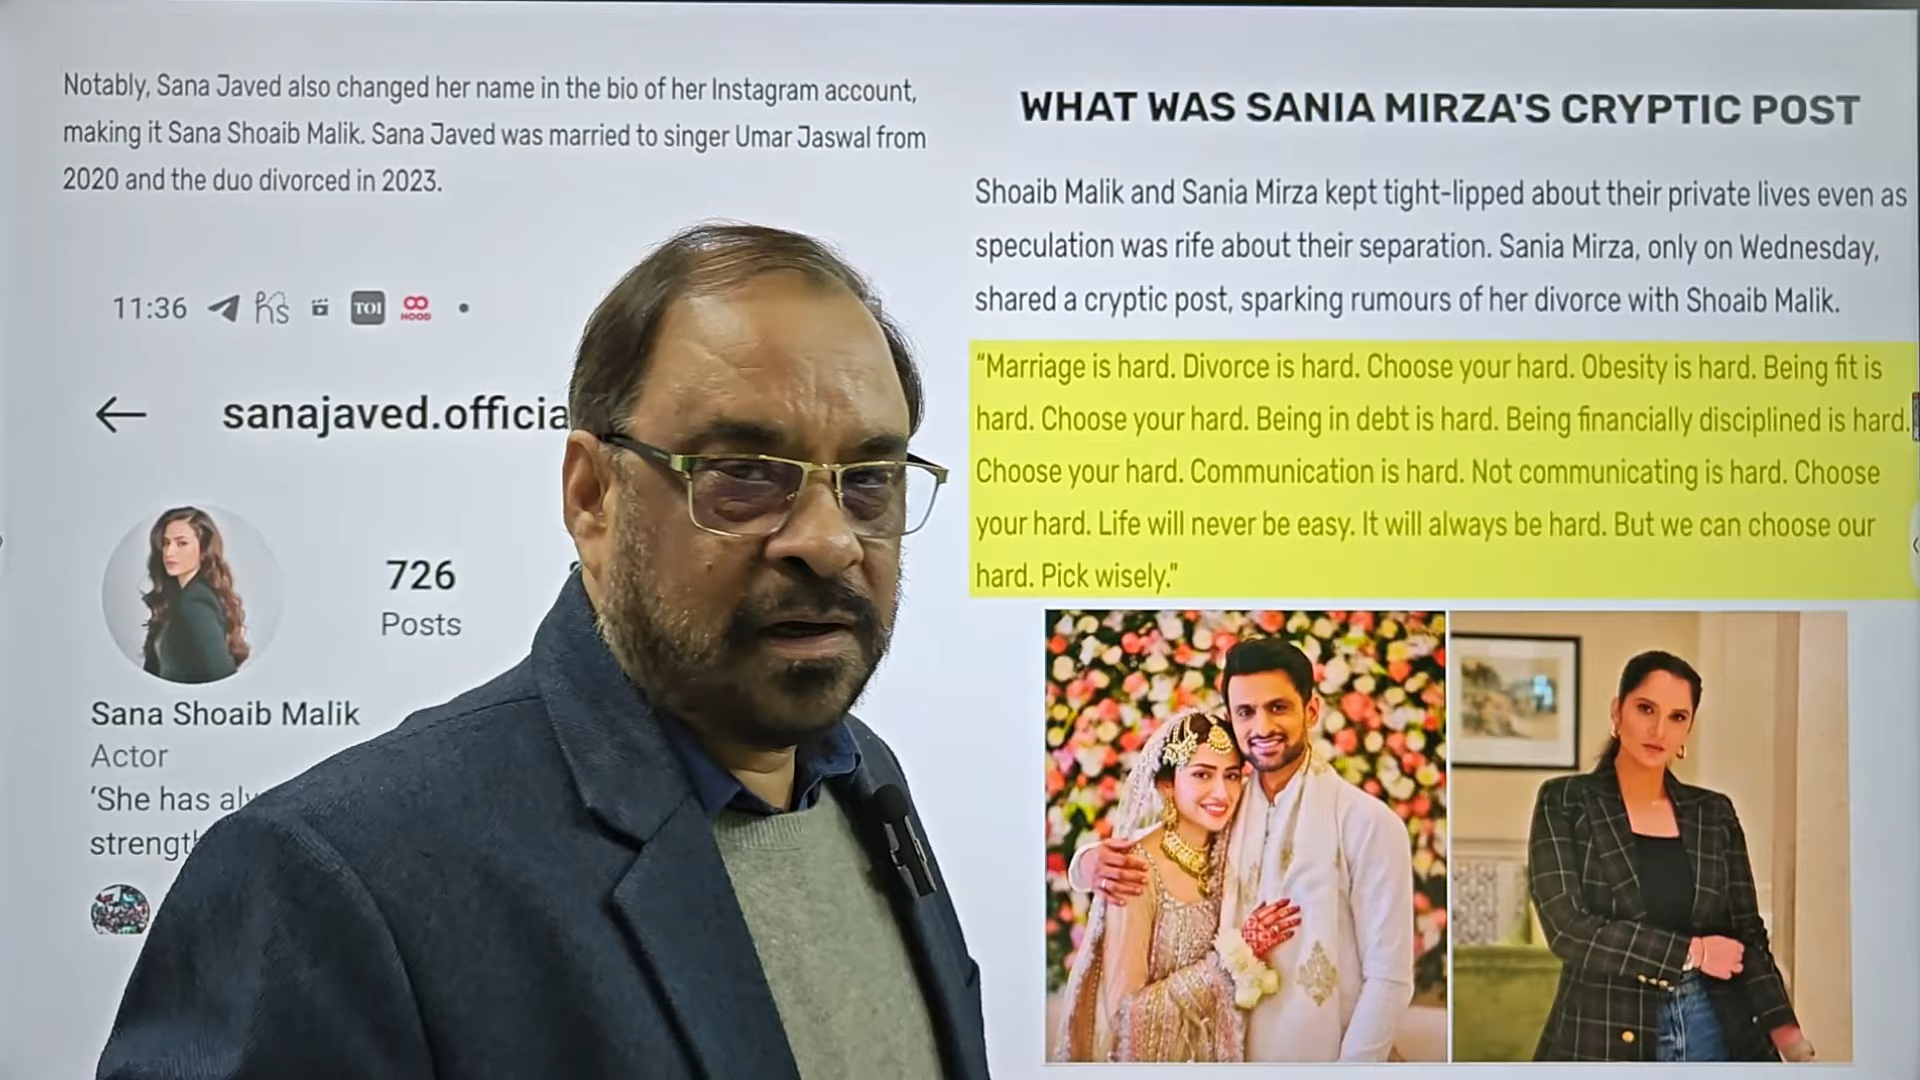 Notably, Sana Javed also changed her name in the bio of her Instagram account,
making it Sana Shoaib Malik. Sana Javed was married to singer Umar Jaswal from
2020 and the duo divorced in 2023.
11:36
TOI
HOOD
sanajaved.officia
726
Posts
Sana Shoaib Malik
Actor
‘She has alw
strength
WHAT WAS SANIA MIRZA'S CRYPTIC POST
Shoaib Malik and Sania Mirza kept tight-lipped about their private lives even as
speculation was rife about their separation. Sania Mirza, only on Wednesday,
shared a cryptic post, sparking rumours of her divorce with Shoaib Malik.
“Marriage is hard. Divorce is hard. Choose your hard. Obesity is hard. Being fit is
hard. Choose your hard. Being in debt is hard. Being financially disciplined is hard.
Choose your hard. Communication is hard. Not communicating is hard. Choose
your hard. Life will never be easy. It will always be hard. But we can choose our
hard. Pick wisely."